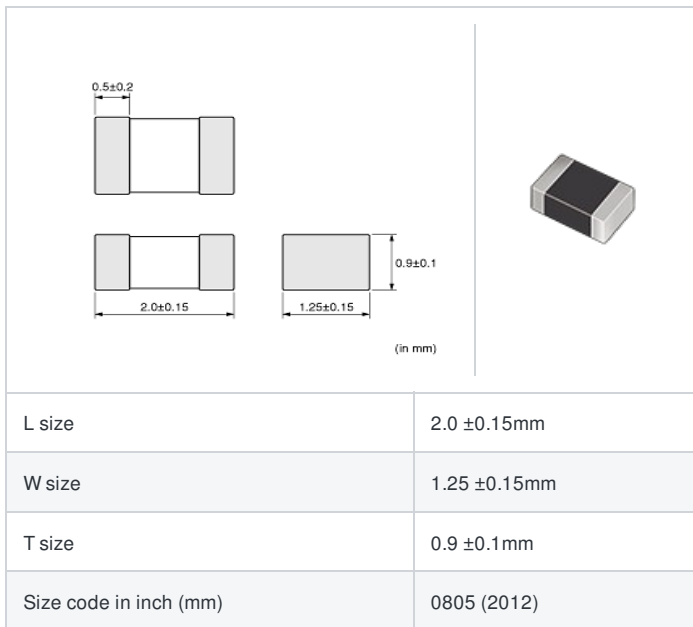 0.5±0.2
0.9±0.1
2.0±0.15
1.25±0.15
(in mm)
L size 2.0 ±0.15mm
W size 1.25 ±0.15mm
T size 0.9 ±0.1mm
Size code in inch (mm) 0805 (2012)